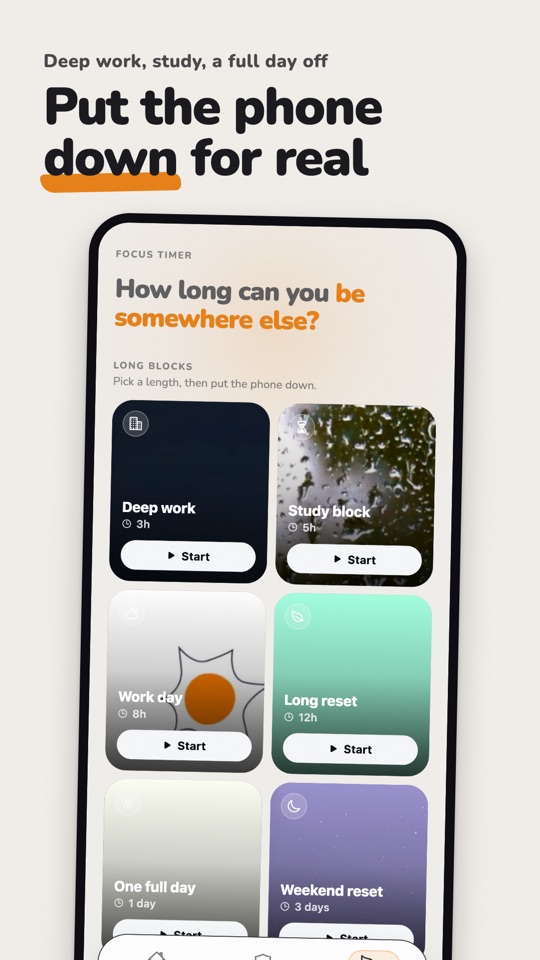 Deep work, study, a full day off
Put the phone
down for real
FOCUS TIMER
How long can you be
somewhere else?
LONG BLOCKS
Pick a length, then put the phone down.
Deep work
3h
Start
Study block
5h
Start
Work day
8h
Start
Long reset
12h
Start
One full day
1 day
Start
Weekend reset
3 days
Start